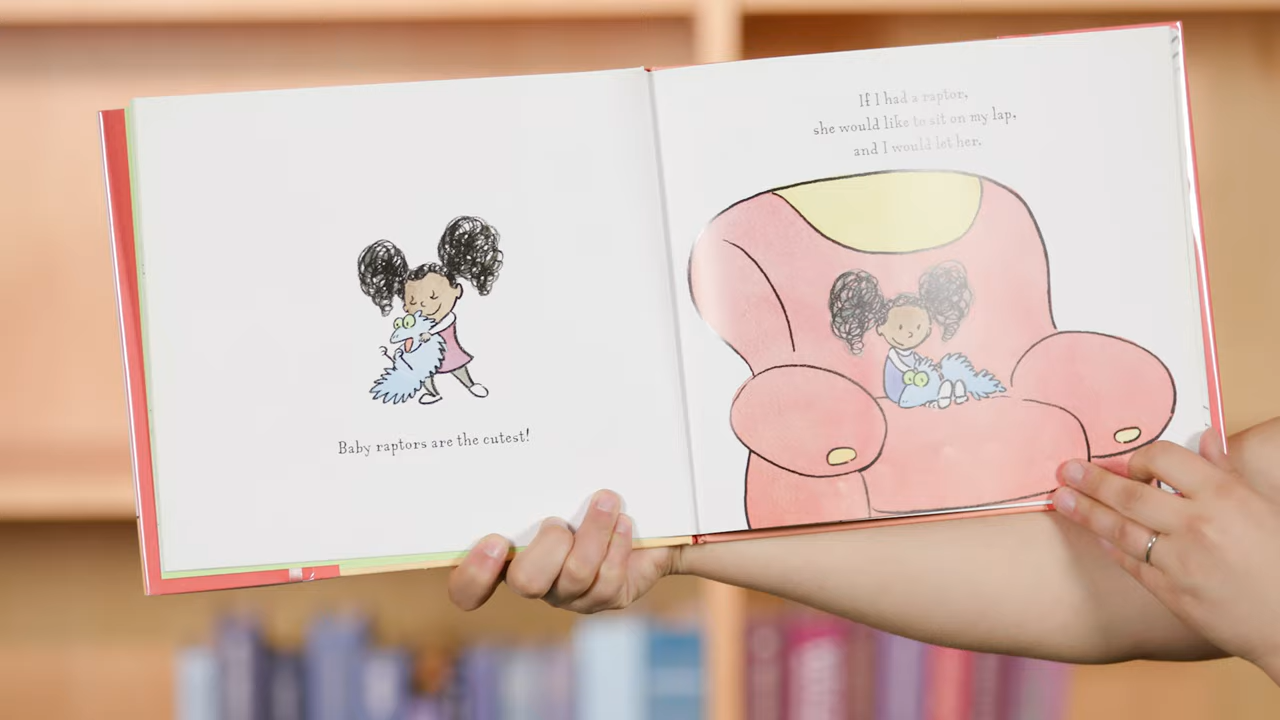 Baby raptors are the cutest!
If I had a raptor,
she would like to sit on my lap,
and I would let her.